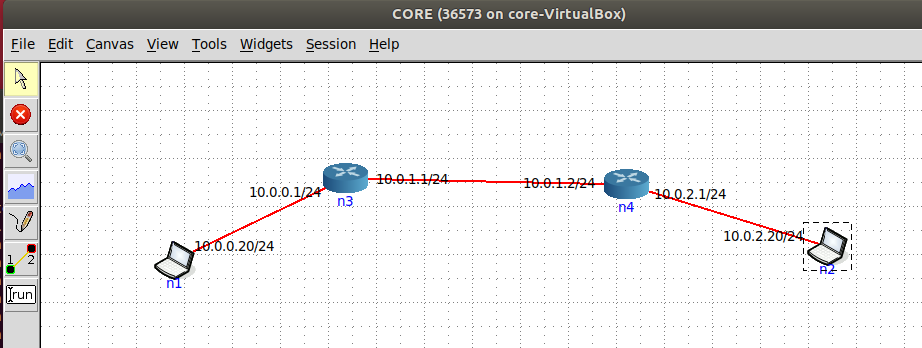 CORE (36573 on core-VirtualBox)
File Edit Canvas View Tools Widgets Session Help
10.0.0.1/24
10.0.1.1/24
10.0.1.2/24
10.0.2.1/24
n3
n4
10.0.0.20/24
10.0.2.20/24
n1
n2
1 2
run